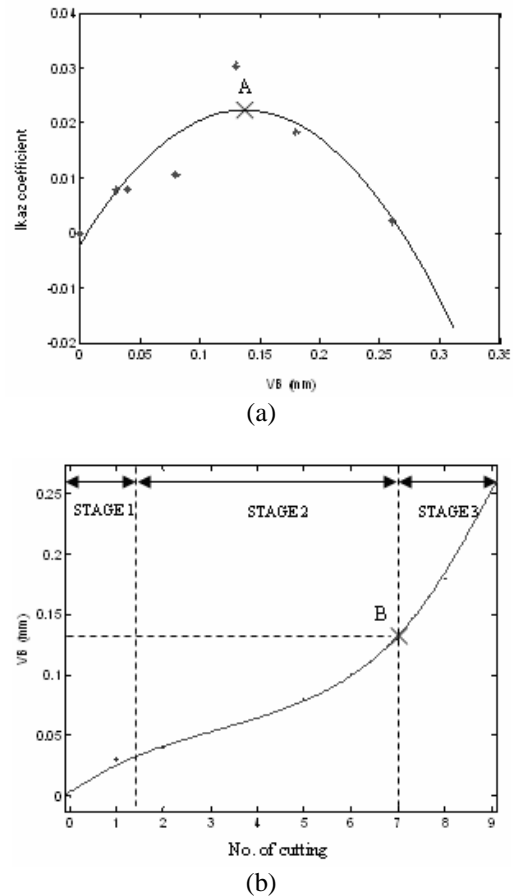 0.04
0.03
0.02
0.01
0
-0.01
-0.02
Ikaz coefficient
A
0 0.05 0.1 0.15 0.2 0.25 0.3 0.35
VB (mm)
(a)
STAGE 1 STAGE 2 STAGE 3
0.25
0.2
0.15
0.1
0.05
0
VB (mm)
B
0 1 2 3 4 5 6 7 8 9
No. of cutting
(b)